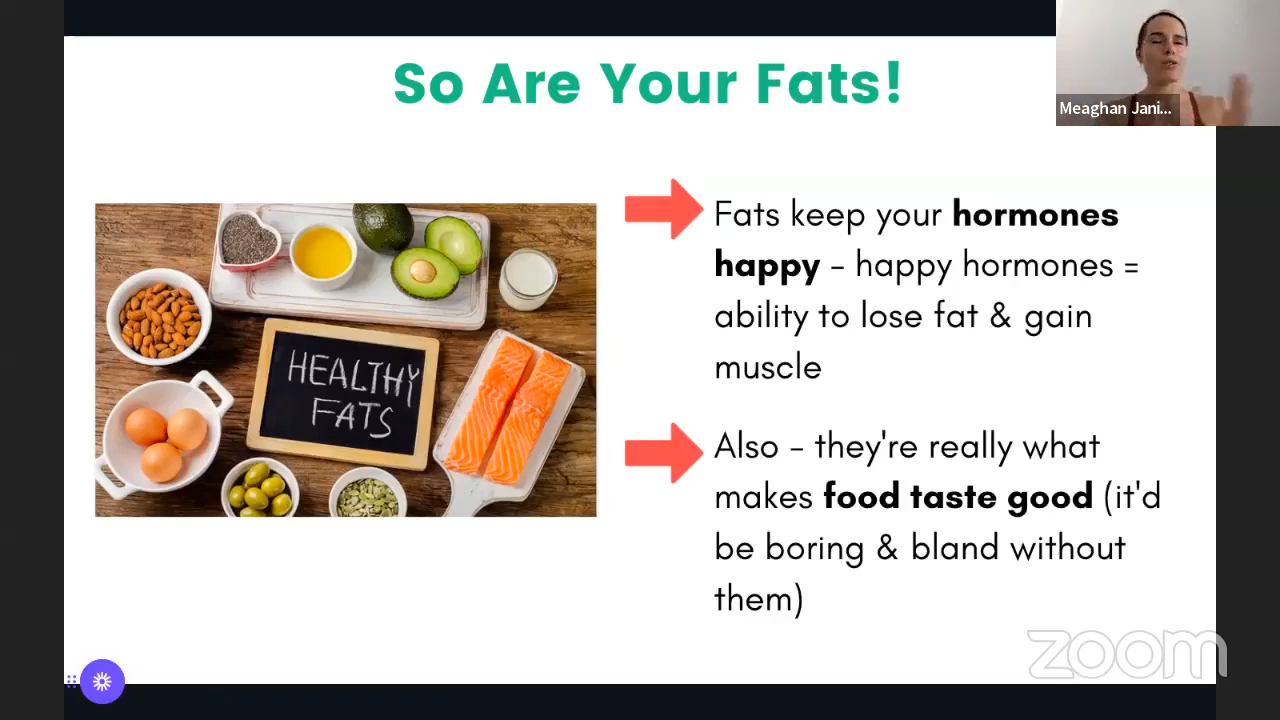 So Are Your Fats!
Meaghan Jani...
HEALTHY
FATS
Fats keep your hormones
happy - happy hormones =
ability to lose fat & gain
muscle
Also - they're really what
makes food taste good (it'd
be boring & bland without
them)
zoom